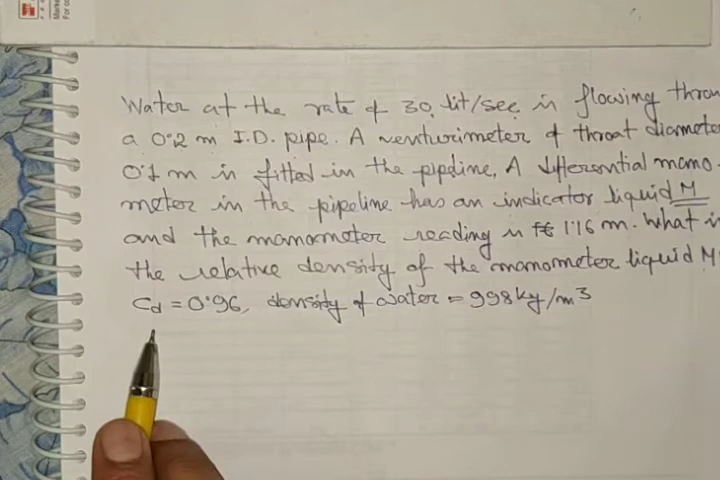 Water at the rate of 30 lit/sec is flowing throu
a 0.2 m I.D. pipe. A venturimeter of throat diameter
0.1 m is fitted in the pipeline. A differential mano-
meter in the pipeline has an indicator liquid M
and the manometer reading is 1.16 m. What is
the relative density of the manometer liquid M
Cd = 0.96, density of water = 998 kg/m3